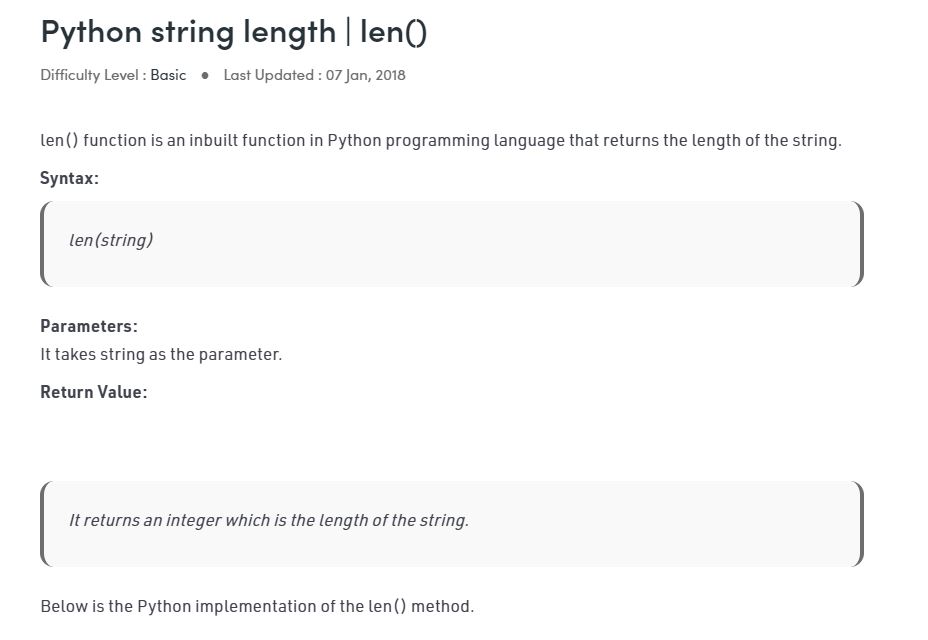 Python string length | len()
Difficulty Level : Basic ● Last Updated : 07 Jan, 2018
len() function is an inbuilt function in Python programming language that returns the length of the string.
Syntax:
len(string)
Parameters:
It takes string as the parameter.
Return Value:
It returns an integer which is the length of the string.
Below is the Python implementation of the len() method.